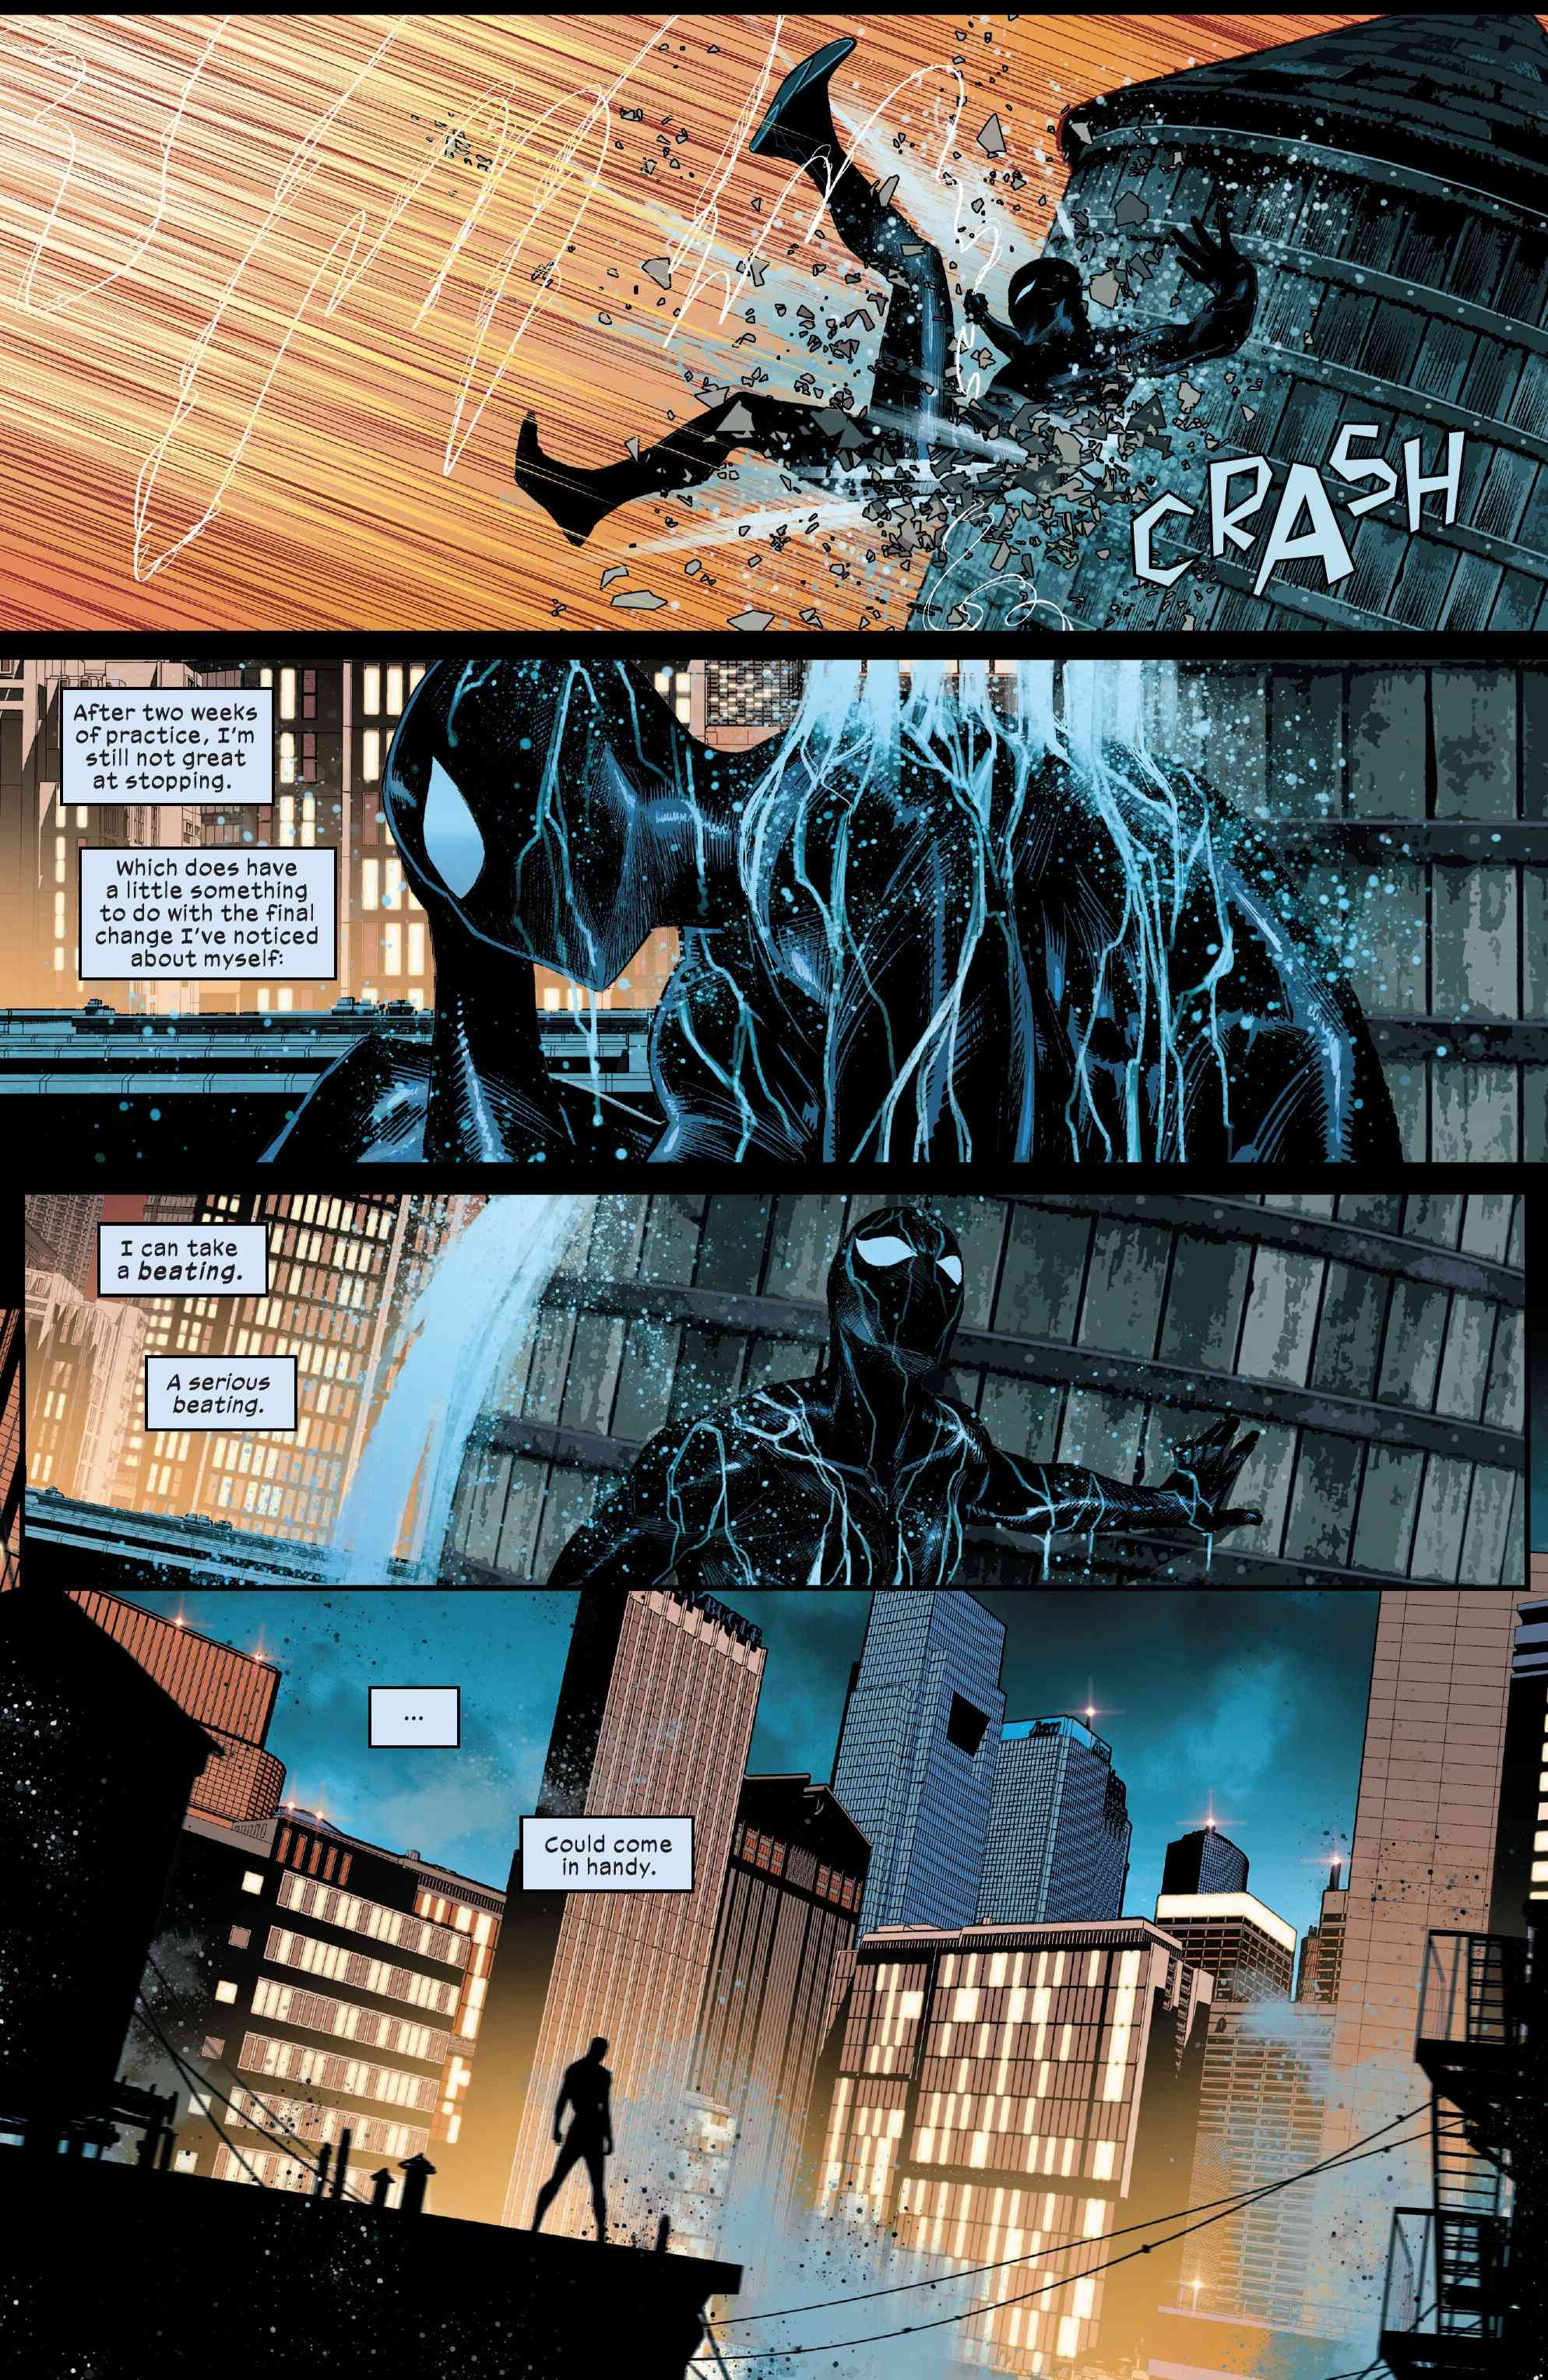 CRASH
After two weeks
of practice, I'm
still not great
at stopping.
Which does have
a little something
to do with the final
change I've noticed
about myself:
I can take
a beating.
A serious
beating.
...
Could come
in handy.